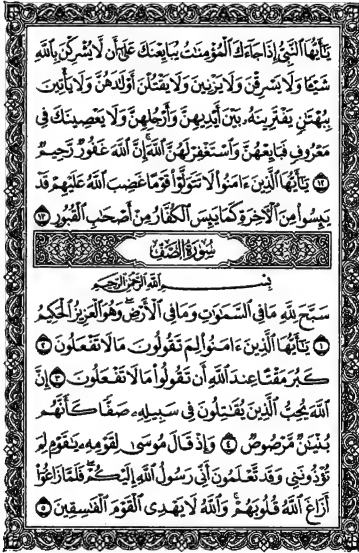 يَـٰٓأَيُّهَا ٱلنَّبِىُّ إِذَا جَآءَكَ ٱلْمُؤْمِنَـٰتُ يُبَايِعْنَكَ عَلَىٰٓ أَن لَّا يُشْرِكْنَ بِٱللَّهِ
شَيْـًٔا وَلَا يَسْرِقْنَ وَلَا يَزْنِينَ وَلَا يَقْتُلْنَ أَوْلَـٰدَهُنَّ وَلَا يَأْتِينَ
بِبُهْتَـٰنٍ يَفْتَرِينَهُۥ بَيْنَ أَيْدِيهِنَّ وَأَرْجُلِهِنَّ وَلَا يَعْصِينَكَ فِى
مَعْرُوفٍ فَبَايِعْهُنَّ وَٱسْتَغْفِرْ لَهُنَّ ٱللَّهَ إِنَّ ٱللَّهَ غَفُورٌ رَّحِيمٌ
١٢ يَـٰٓأَيُّهَا ٱلَّذِينَ ءَامَنُوا۟ لَا تَتَوَلَّوْا۟ قَوْمًا غَضِبَ ٱللَّهُ عَلَيْهِمْ قَدْ
يَئِسُوا۟ مِنَ ٱلْـَٔاخِرَةِ كَمَا يَئِسَ ٱلْكُفَّارُ مِنْ أَصْحَـٰبِ ٱلْقُبُورِ ١٣
سُورَةُ الصَّفِّ
بِسْمِ ٱللَّهِ ٱلرَّحْمَـٰنِ ٱلرَّحِيمِ
سَبَّحَ لِلَّهِ مَا فِى ٱلسَّمَـٰوَٰتِ وَمَا فِى ٱلْأَرْضِ ۖ وَهُوَ ٱلْعَزِيزُ ٱلْحَكِيمُ
١ يَـٰٓأَيُّهَا ٱلَّذِينَ ءَامَنُوا۟ لِمَ تَقُولُونَ مَا لَا تَفْعَلُونَ ٢
كَبُرَ مَقْتًا عِندَ ٱللَّهِ أَن تَقُولُوا۟ مَا لَا تَفْعَلُونَ ٣ إِنَّ
ٱللَّهَ يُحِبُّ ٱلَّذِينَ يُقَـٰتِلُونَ فِى سَبِيلِهِۦ صَفًّا كَأَنَّهُم
بُنْيَـٰنٌ مَّرْصُوصٌ ٤ وَإِذْ قَالَ مُوسَىٰ لِقَوْمِهِۦ يَـٰقَوْمِ لِمَ
تُؤْذُونَنِى وَقَد تَّعْلَمُونَ أَنِّى رَسُولُ ٱللَّهِ إِلَيْكُمْ ۖ فَلَمَّا زَاغُوٓا۟
أَزَاغَ ٱللَّهُ قُلُوبَهُمْ ۚ وَٱللَّهُ لَا يَهْدِى ٱلْقَوْمَ ٱلْفَـٰسِقِينَ ٥